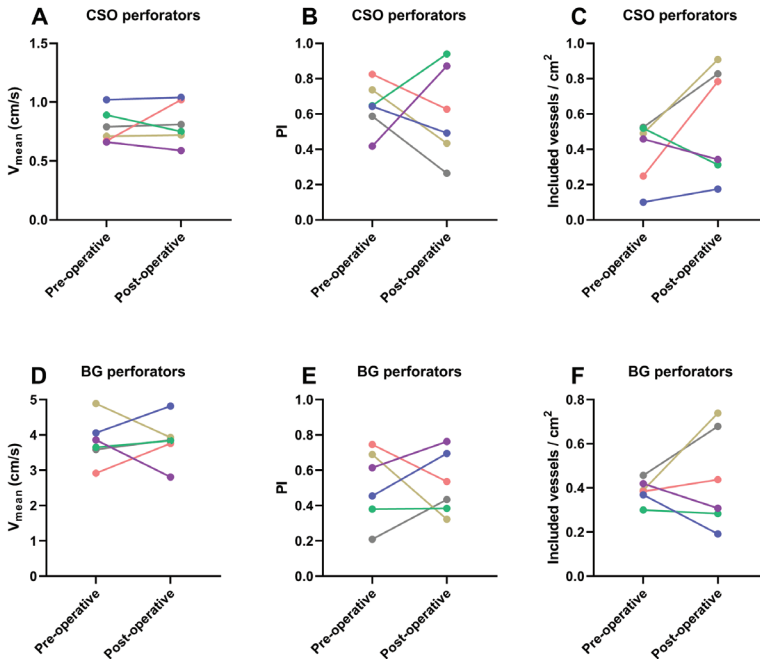 A CSO perforators
1.5
1.0
0.5
0.0
Vmean (cm/s)
Pre-operative
Post-operative
B CSO perforators
1.0
0.8
0.6
0.4
0.2
0.0
PI
Pre-operative
Post-operative
C CSO perforators
1.0
0.8
0.6
0.4
0.2
0.0
Included vessels / cm²
Pre-operative
Post-operative
D BG perforators
5
4
3
2
1
0
Vmean (cm/s)
Pre-operative
Post-operative
E BG perforators
1.0
0.8
0.6
0.4
0.2
0.0
PI
Pre-operative
Post-operative
F BG perforators
0.8
0.6
0.4
0.2
0.0
Included vessels / cm²
Pre-operative
Post-operative